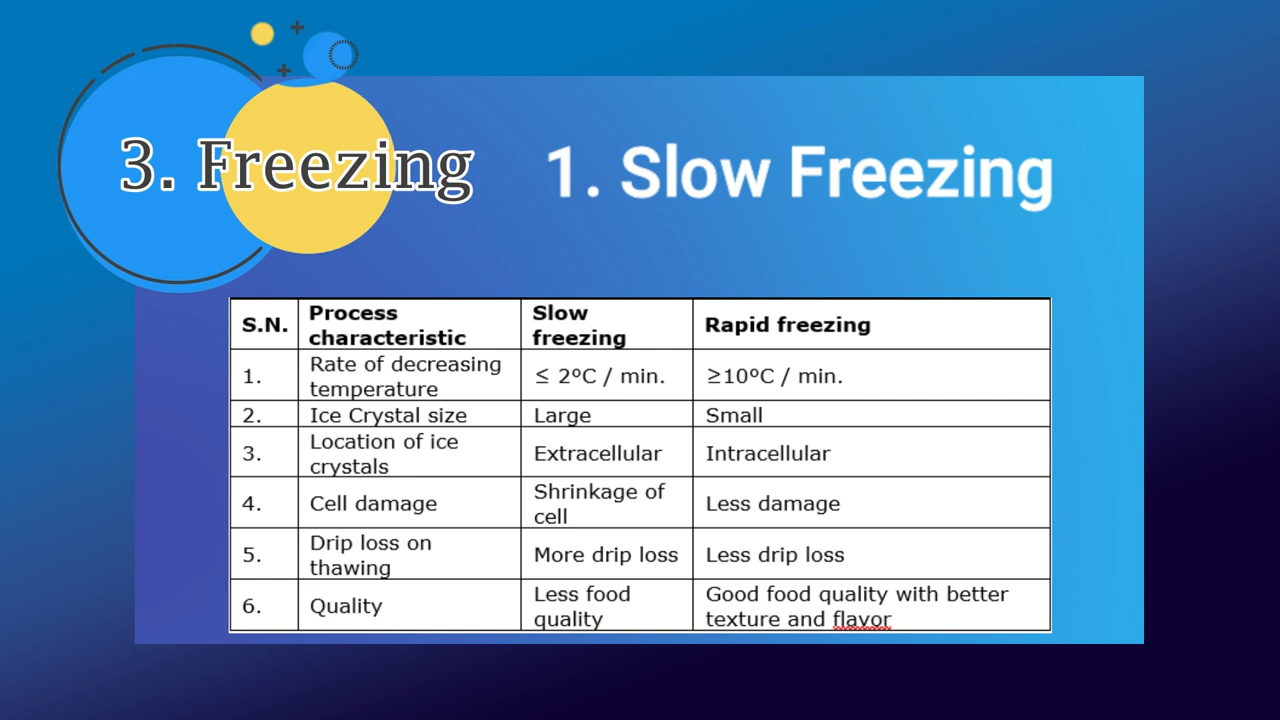 3. Freezing
1. Slow Freezing
S.N. Process characteristic Slow freezing Rapid freezing
1. Rate of decreasing temperature ≤ 2°C / min. ≥10°C / min.
2. Ice Crystal size Large Small
3. Location of ice crystals Extracellular Intracellular
4. Cell damage Shrinkage of cell Less damage
5. Drip loss on thawing More drip loss Less drip loss
6. Quality Less food quality Good food quality with better texture and flavor